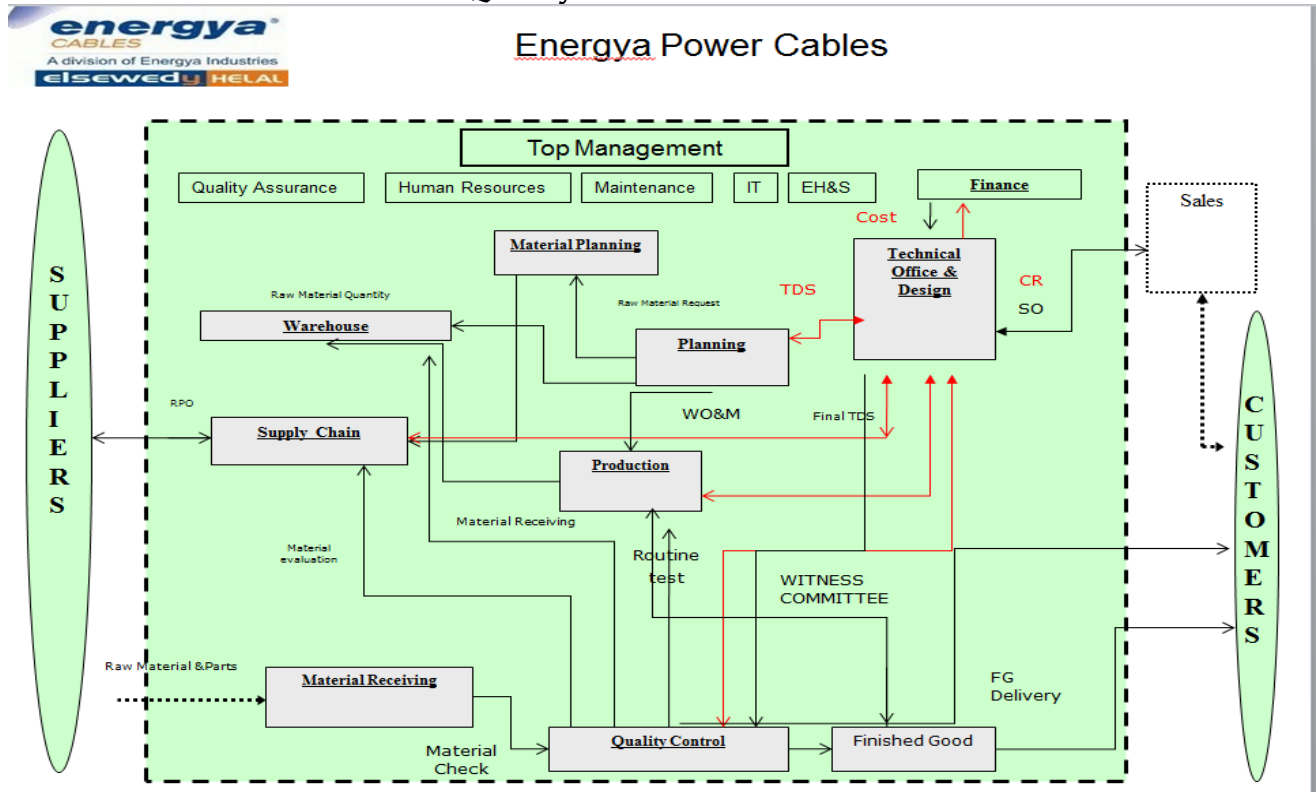 energya
CABLES
A division of Energya Industries
elsewedy HELAL
Energya Power Cables
Top Management
Quality Assurance
Human Resources
Maintenance
IT
EH&S
Finance
Sales
Cost
Material Planning
Technical
Office &
Design
CR
SO
TDS
Raw Material Quantity
Raw Material Request
Warehouse
Planning
SUPPLIERS
RPO
WO&M
Final TDS
Supply Chain
Production
CUSTOMERS
Material Receiving
Material
evaluation
Routine
test
WITNESS
COMMITTEE
Raw Material &Parts
Material Receiving
FG
Delivery
Quality Control
Finished Good
Material
Check